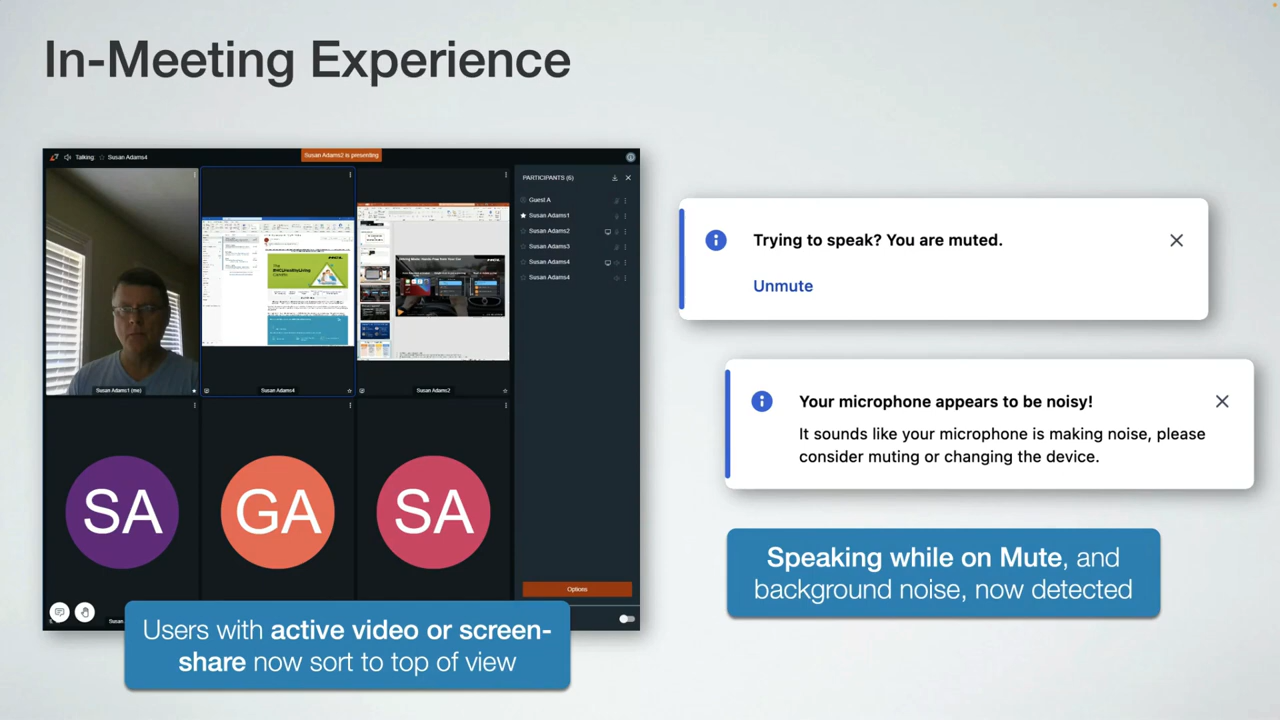 In-Meeting Experience
Talking: Susan Adams4
Susan Adams2 is presenting
PARTICIPANTS (6)
Guest A
Susan Adams1
Susan Adams2
Susan Adams3
Susan Adams4
Susan Adams4
Susan Adams1 (me)
Susan Adams4
Susan Adams2
SA
GA
SA
Options
Users with active video or screen-
share now sort to top of view
Trying to speak? You are muted.
Unmute
Your microphone appears to be noisy!
It sounds like your microphone is making noise, please
consider muting or changing the device.
Speaking while on Mute, and
background noise, now detected